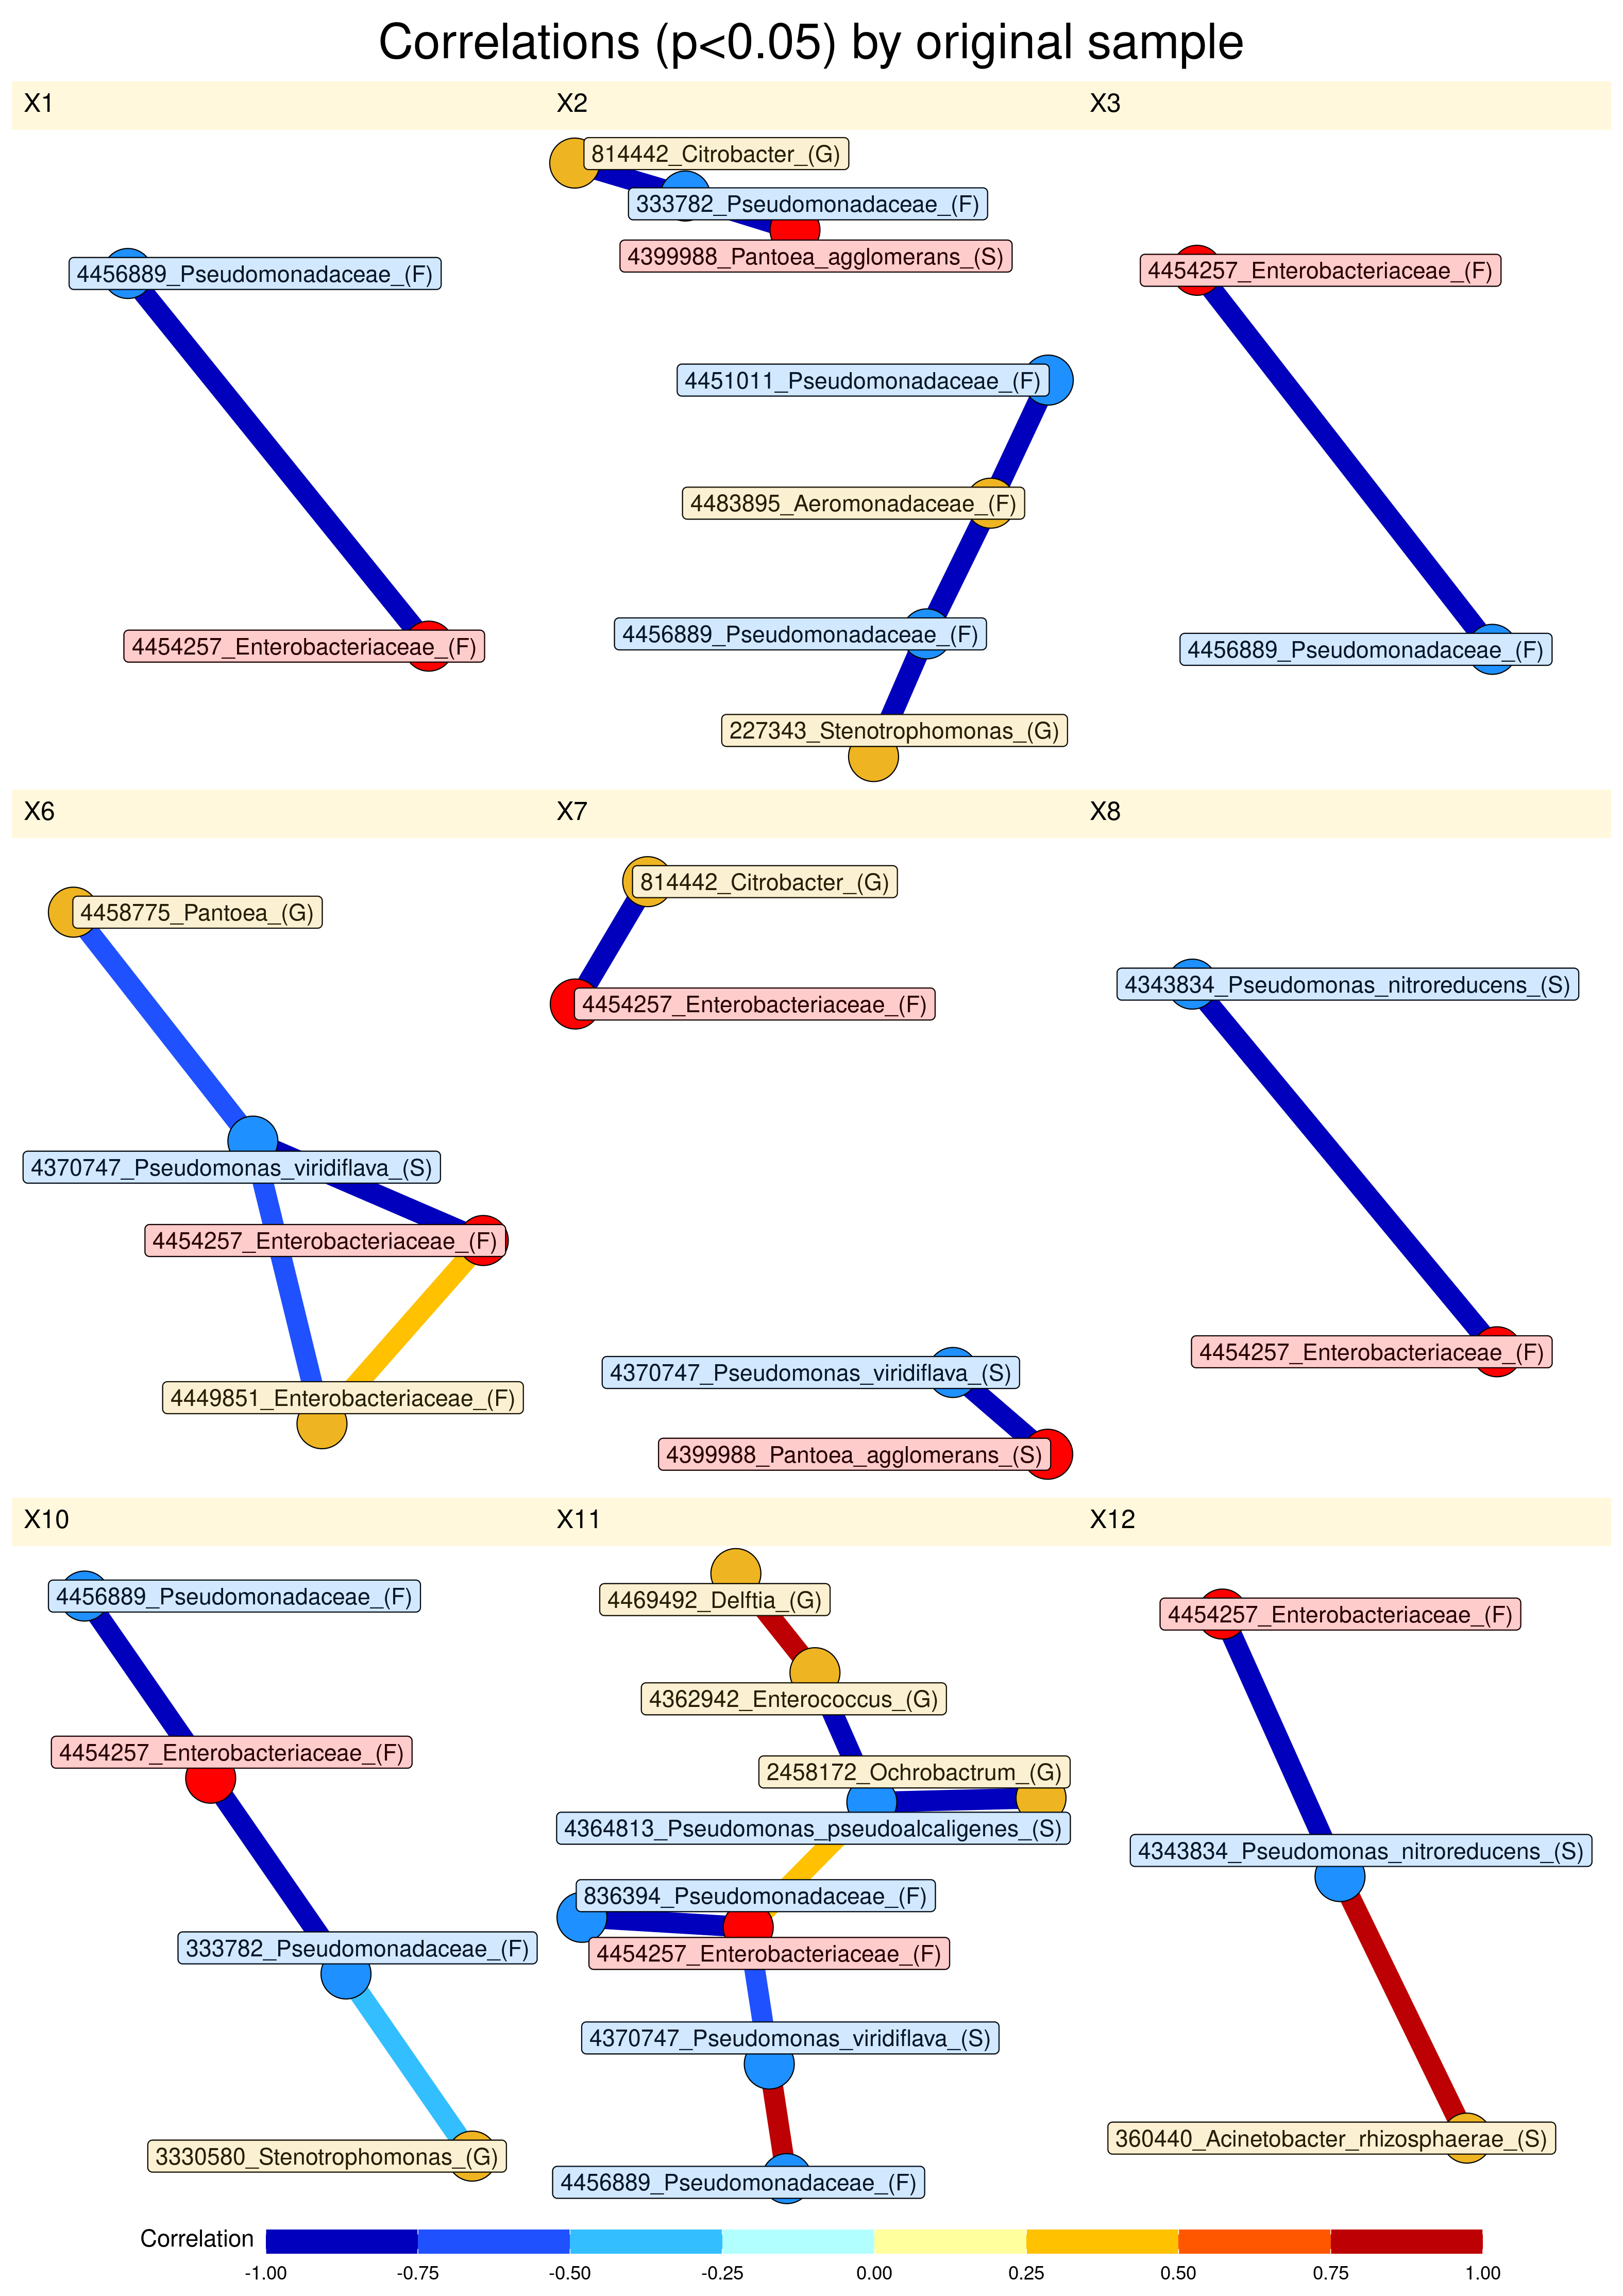 Correlations (p<0.05) by original sample
X1
X2
X3
4456889_Pseudomonadaceae_(F)
4454257_Enterobacteriaceae_(F)
814442_Citrobacter_(G)
333782_Pseudomonadaceae_(F)
4399988_Pantoea_agglomerans_(S)
4451011_Pseudomonadaceae_(F)
4483895_Aeromonadaceae_(F)
4456889_Pseudomonadaceae_(F)
227343_Stenotrophomonas_(G)
4454257_Enterobacteriaceae_(F)
4456889_Pseudomonadaceae_(F)
X6
X7
X8
4458775_Pantoea_(G)
4370747_Pseudomonas_viridiflava_(S)
4454257_Enterobacteriaceae_(F)
4449851_Enterobacteriaceae_(F)
814442_Citrobacter_(G)
4454257_Enterobacteriaceae_(F)
4370747_Pseudomonas_viridiflava_(S)
4399988_Pantoea_agglomerans_(S)
4343834_Pseudomonas_nitroreducens_(S)
4454257_Enterobacteriaceae_(F)
X10
X11
X12
4456889_Pseudomonadaceae_(F)
4454257_Enterobacteriaceae_(F)
333782_Pseudomonadaceae_(F)
3330580_Stenotrophomonas_(G)
4469492_Delftia_(G)
4362942_Enterococcus_(G)
2458172_Ochrobactrum_(G)
4364813_Pseudomonas_pseudoalcaligenes_(S)
836394_Pseudomonadaceae_(F)
4454257_Enterobacteriaceae_(F)
4370747_Pseudomonas_viridiflava_(S)
4456889_Pseudomonadaceae_(F)
4454257_Enterobacteriaceae_(F)
4343834_Pseudomonas_nitroreducens_(S)
360440_Acinetobacter_rhizosphaerae_(S)
Correlation
-1.00 -0.75 -0.50 -0.25 0.00 0.25 0.50 0.75 1.00